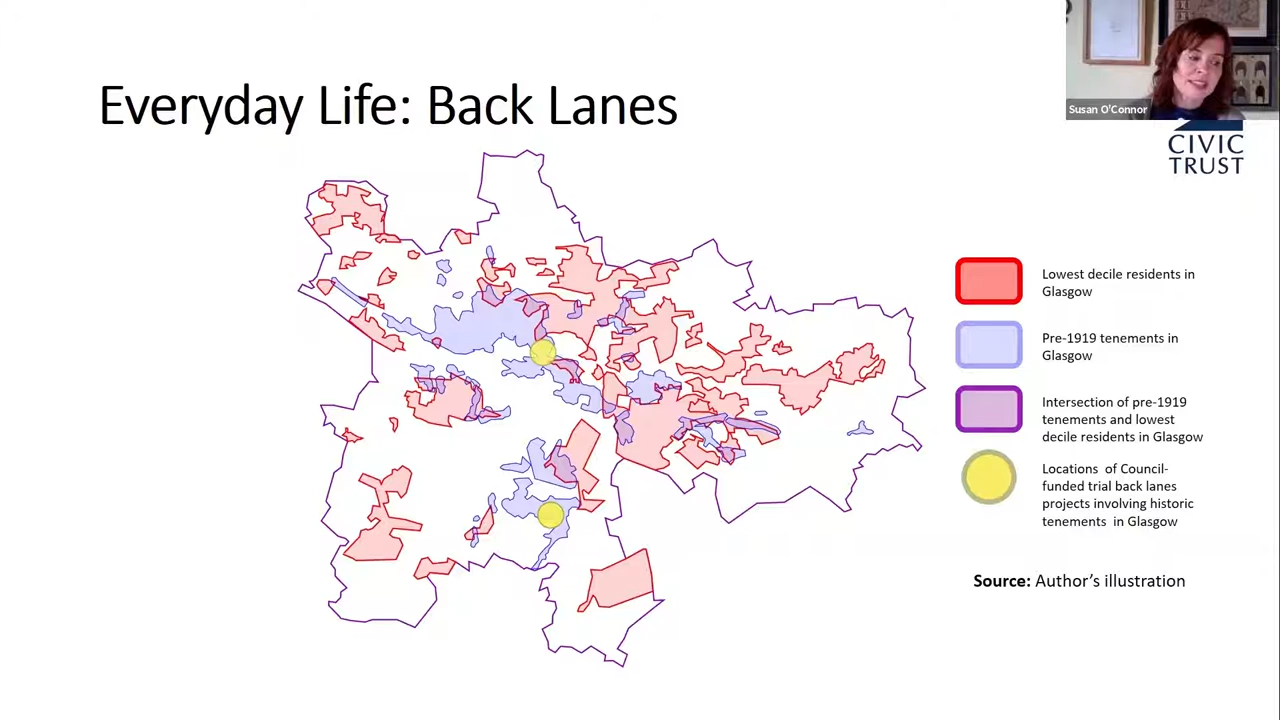 Everyday Life: Back Lanes
Susan O'Connor
CIVIC
TRUST
Lowest decile residents in
Glasgow
Pre-1919 tenements in
Glasgow
Intersection of pre-1919
tenements and lowest
decile residents in Glasgow
Locations of Council-
funded trial back lanes
projects involving historic
tenements in Glasgow
Source: Author's illustration